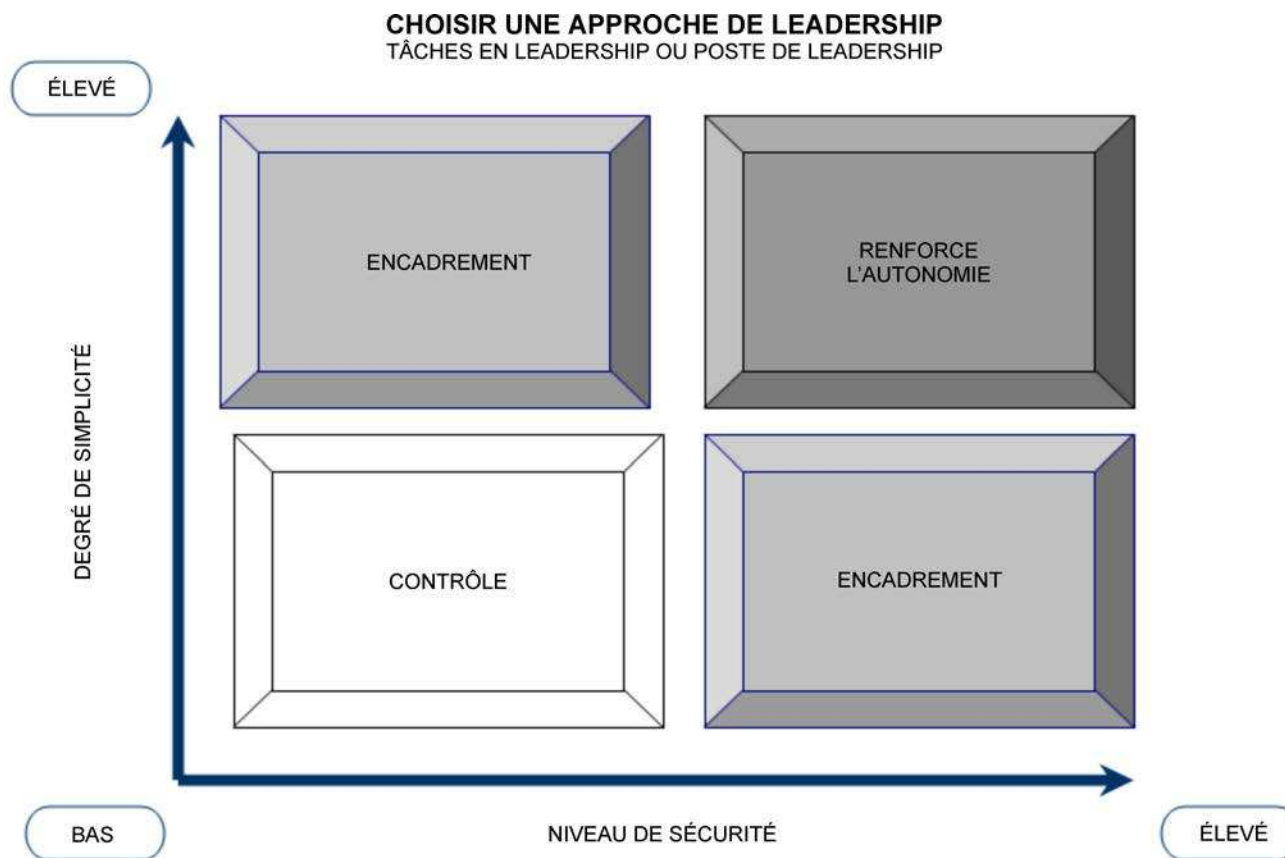 CHOISIR UNE APPROCHE DE LEADERSHIP
TÂCHES EN LEADERSHIP OU POSTE DE LEADERSHIP
ÉLEVÉ
ENCADREMENT
RENFORCE
L'AUTONOMIE
DEGRÉ DE SIMPLICITÉ
CONTRÔLE
ENCADREMENT
BAS
NIVEAU DE SÉCURITÉ
ÉLEVÉ